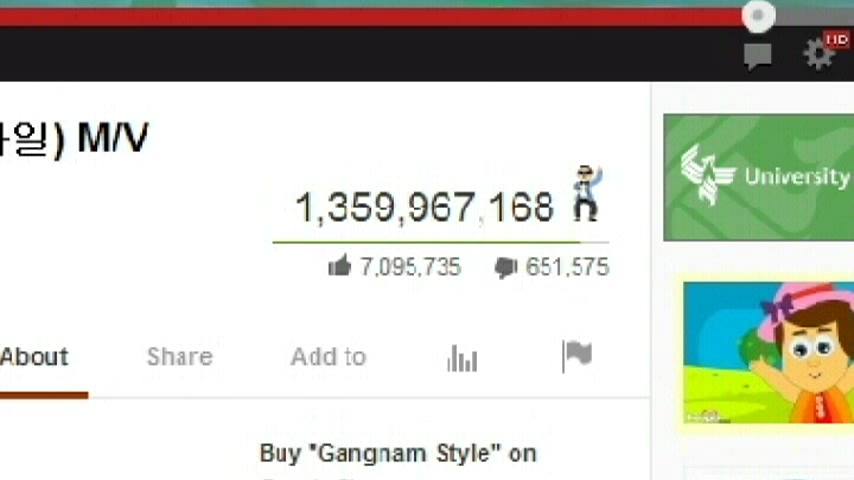 HD
일) M/V
University
1,359,967,168
7,095,735 651,575
About Share Add to
Buy "Gangnam Style" on